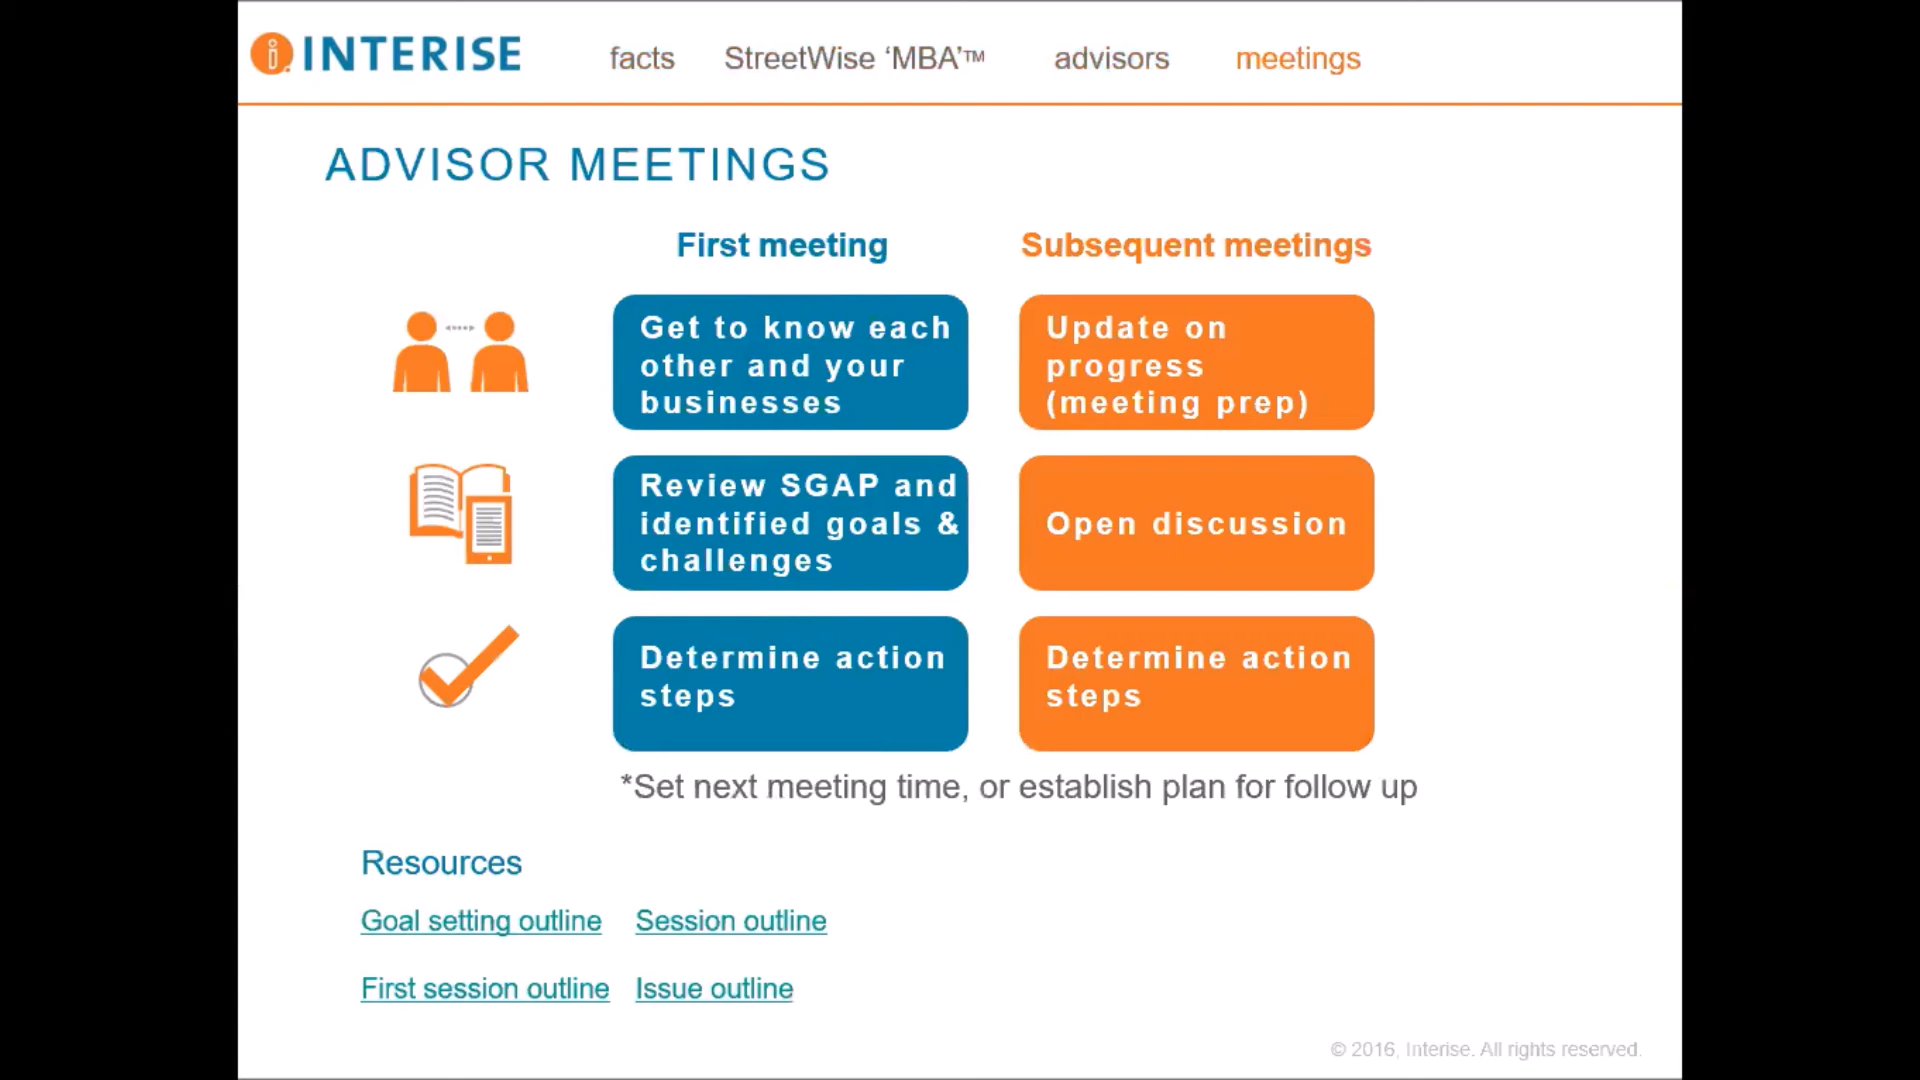 INTERISE
facts StreetWise ‘MBA’™ advisors meetings
ADVISOR MEETINGS
First meeting
Subsequent meetings
Get to know each
other and your
businesses
Update on
progress
(meeting prep)
Review SGAP and
identified goals &
challenges
Open discussion
Determine action
steps
Determine action
steps
*Set next meeting time, or establish plan for follow up
Resources
Goal setting outline Session outline
First session outline Issue outline
© 2016, Interise. All rights reserved.